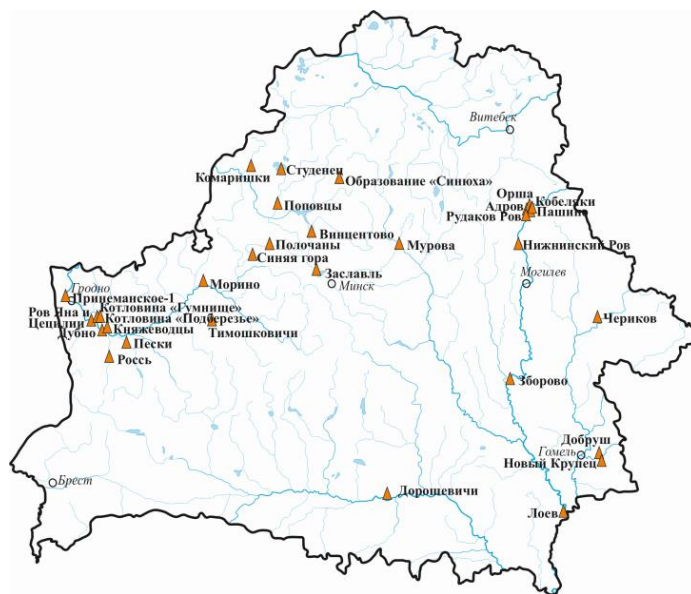 Витебск
Комаришки
Студенец
Образование «Синюха»
Поповцы
Орша
Кобеляки
Адров
Пашино
Рудаков Ров
Винцентово
Полочаны
Мурова
Нижнинский Ров
Синяя гора
Заславль
Минск
Могилев
Морино
Гродно
Принеманское-1
Котловина «Румнище»
Ров Яна и
Цецилии
Котловина «Подберезье»
Дубно
Княжеводцы
Тимошковичи
Чериков
Пески
Россь
Зборово
Добруш
Гомель
Новый Крупец
Брест
Дорошевичи
Лоев